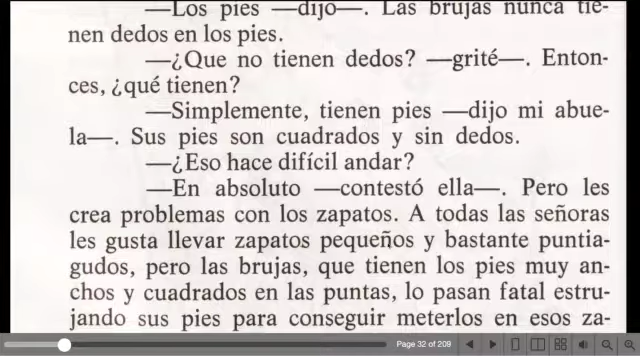 —Los pies —dijo—. Las brujas nunca tie-
nen dedos en los pies.
—¿Que no tienen dedos? —grité—. Enton-
ces, ¿qué tienen?
—Simplemente, tienen pies —dijo mi abue-
la—. Sus pies son cuadrados y sin dedos.
—¿Eso hace difícil andar?
—En absoluto —contestó ella—. Pero les
crea problemas con los zapatos. A todas las señoras
les gusta llevar zapatos pequeños y bastante puntia-
gudos, pero las brujas, que tienen los pies muy an-
chos y cuadrados en las puntas, lo pasan fatal estru-
jando sus pies para conseguir meterlos en esos za-
Page 32 of 209